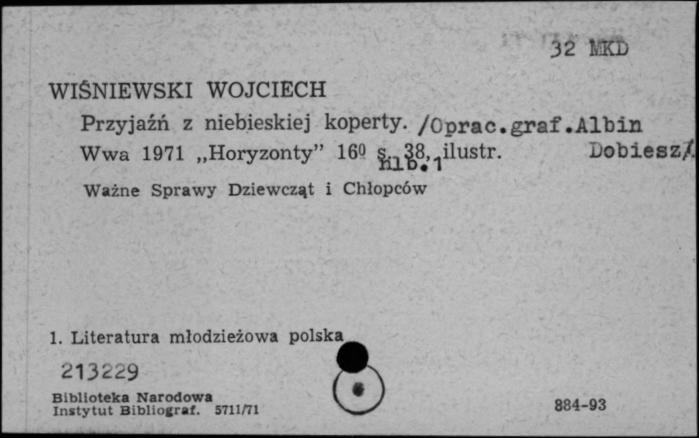 32 MKD
WIŚNIEWSKI WOJCIECH
Przyjaźń z niebieskiej koperty. /Oprac.graf.Albin
Wwa 1971 „Horyzonty” 16⁰ s. 38, ilustr. Dobiesz/.
nlb.1
Ważne Sprawy Dziewcząt i Chłopców
1. Literatura młodzieżowa polska
213229
Biblioteka Narodowa
Instytut Bibliograf. 5711/71
884-93